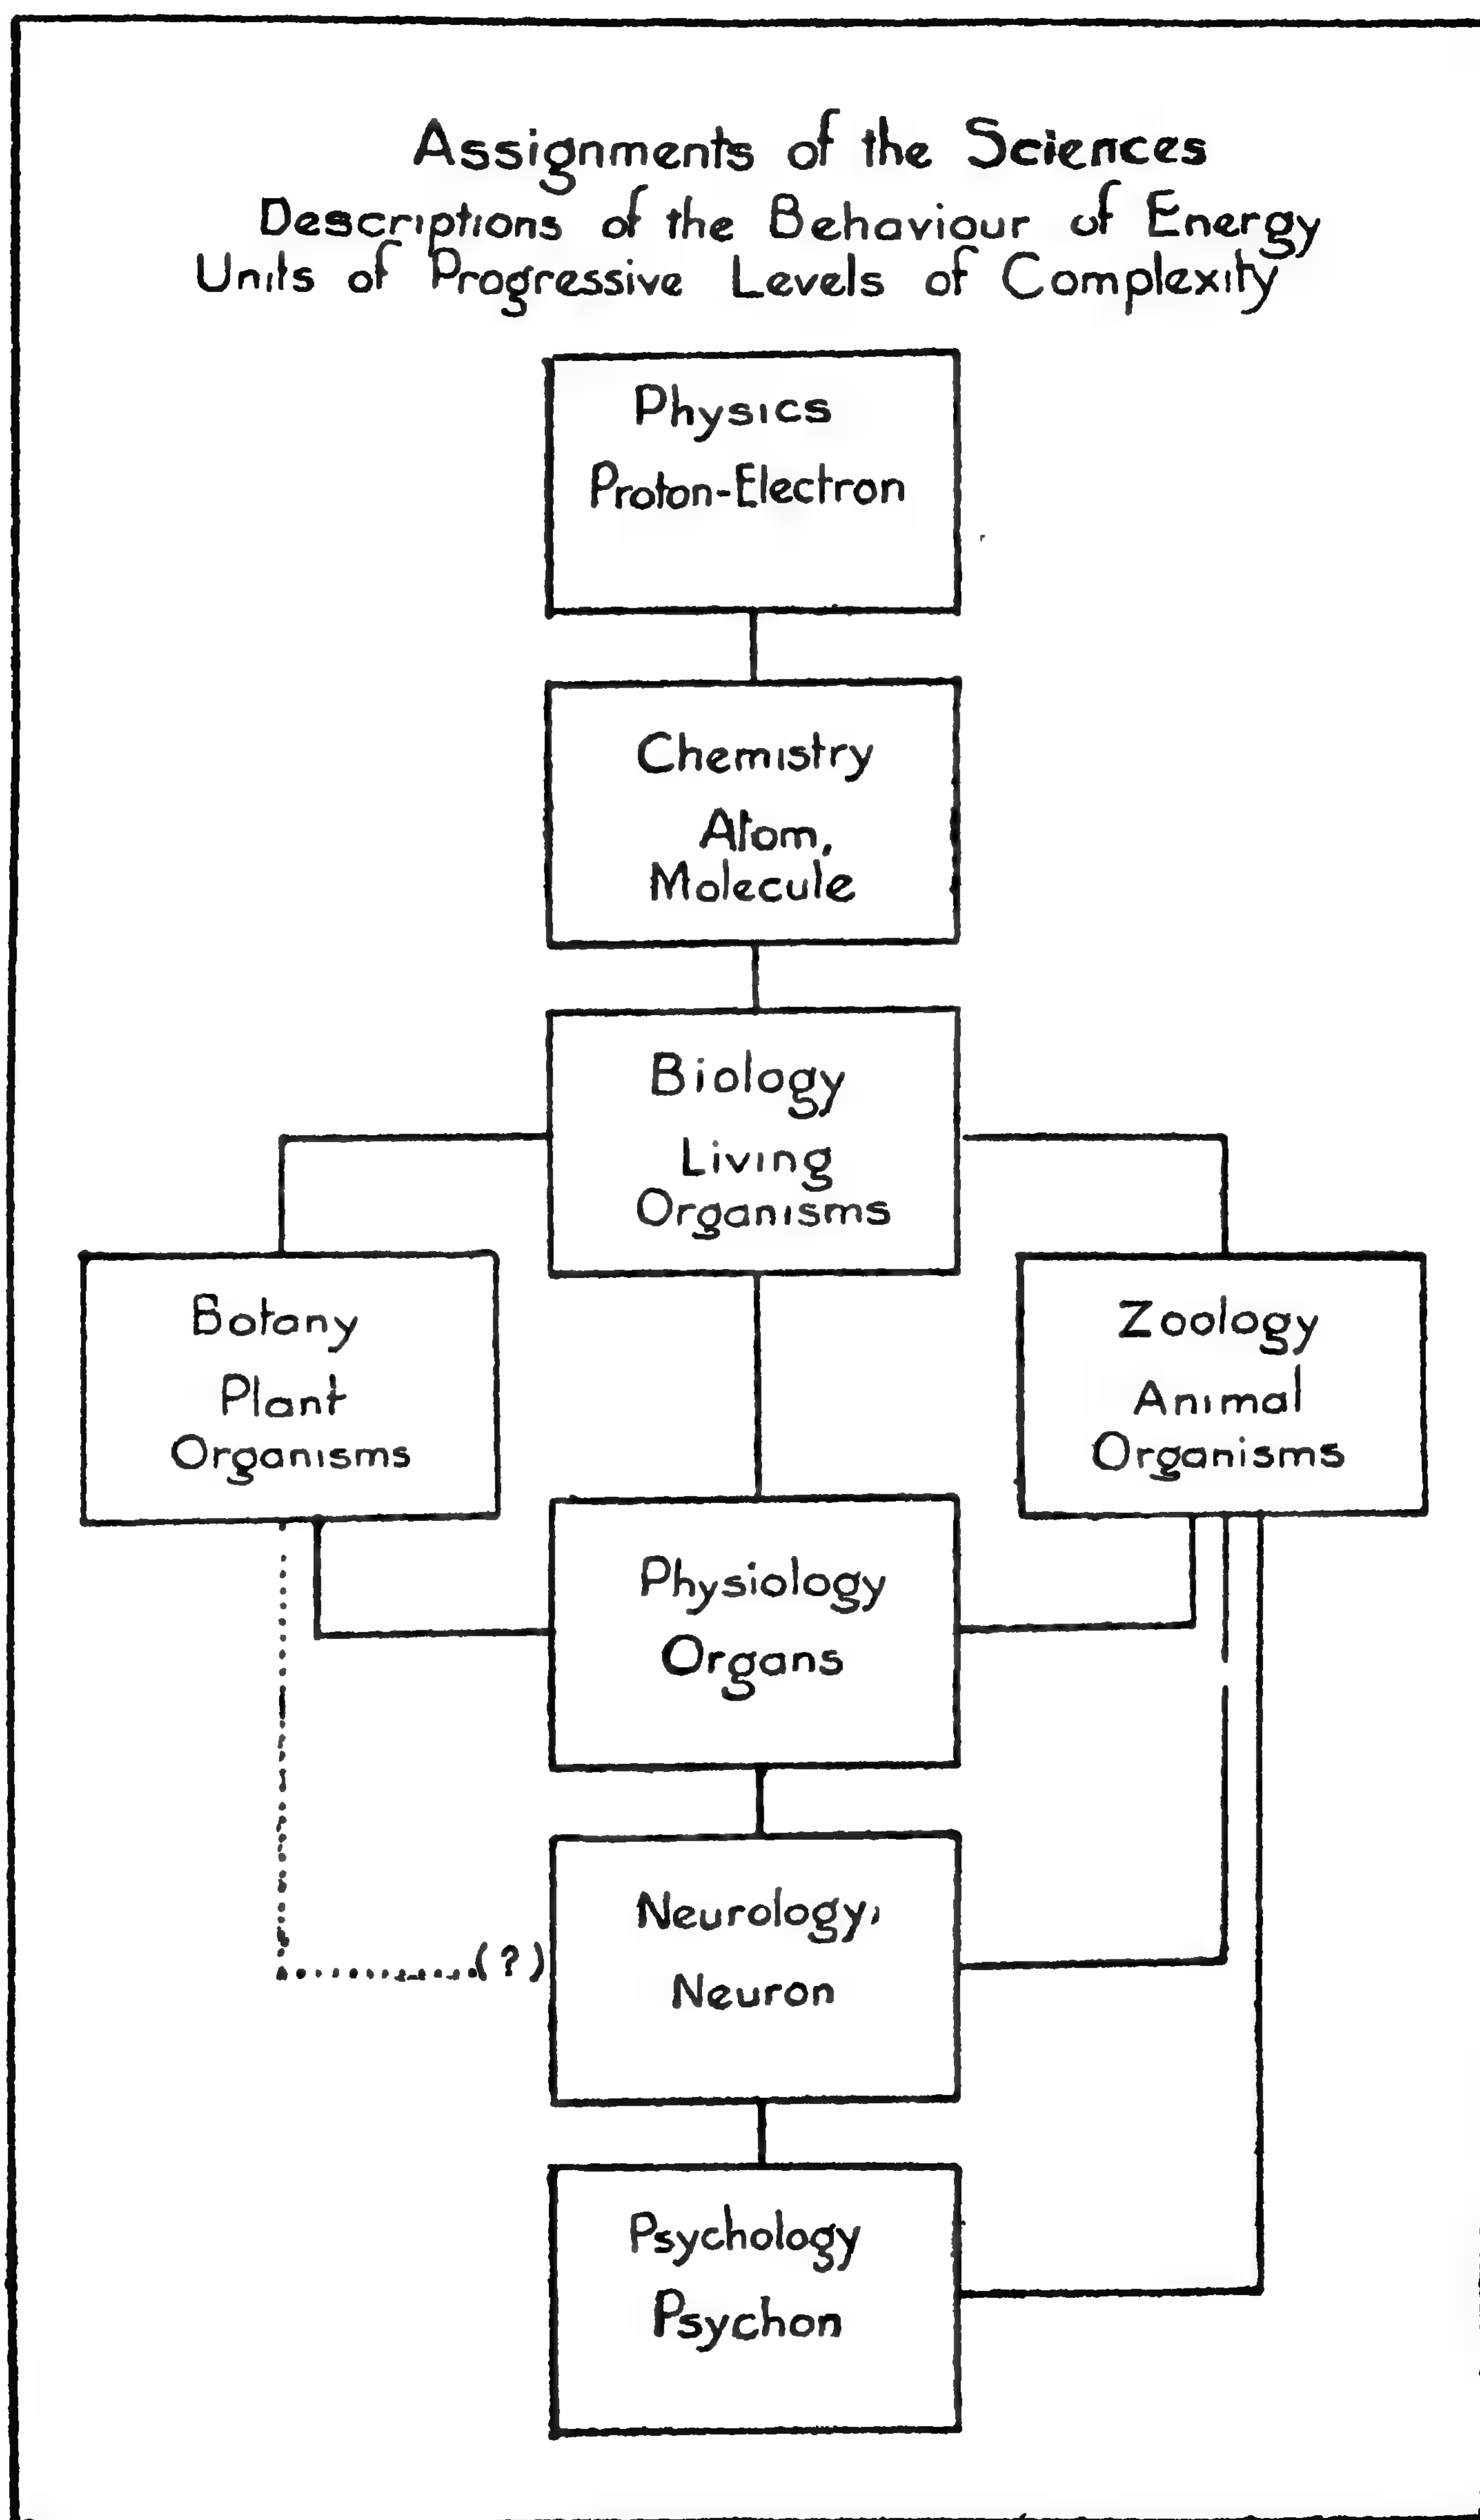 Assignments of the Sciences
Descriptions of the Behaviour of Energy
Units of Progressive Levels of Complexity
Physics
Proton-Electron
Chemistry
Atom,
Molecule
Biology
Living
Organisms
Botany
Plant
Organisms
Zoology
Animal
Organisms
Physiology
Organs
(?)
Neurology,
Neuron
Psychology
Psychon